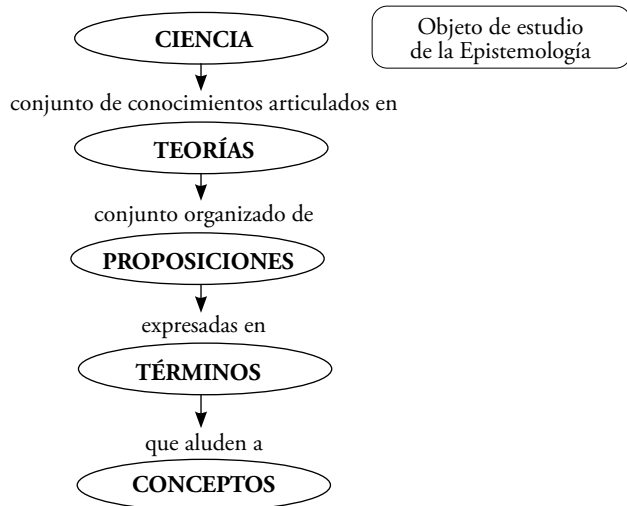 CIENCIA
Objeto de estudio
de la Epistemología
conjunto de conocimientos articulados en
TEORÍAS
conjunto organizado de
PROPOSICIONES
expresadas en
TÉRMINOS
que aluden a
CONCEPTOS